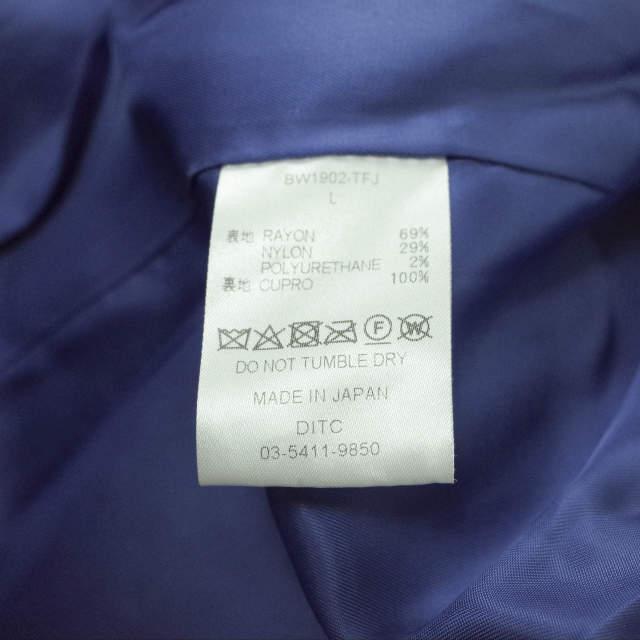 BW1902-TFJ
L
表地 RAYON 69%
NYLON 29%
POLYURETHANE 2%
裏地 CUPRO 100%
F W
DO NOT TUMBLE DRY
MADE IN JAPAN
DITC
03-5411-9850